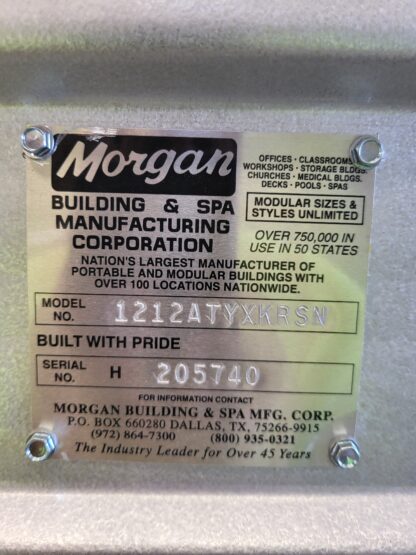 Morgan
OFFICES · CLASSROOMS
WORKSHOPS · STORAGE BLDGS.
CHURCHES · MEDICAL BLDGS.
DECKS · POOLS · SPAS
BUILDING & SPA
MANUFACTURING
CORPORATION
MODULAR SIZES &
STYLES UNLIMITED
OVER 750,000 IN
USE IN 50 STATES
NATION'S LARGEST MANUFACTURER OF
PORTABLE AND MODULAR BUILDINGS WITH
OVER 100 LOCATIONS NATIONWIDE.
MODEL NO. 1212ATYXKRSN
BUILT WITH PRIDE
SERIAL NO. H 205740
FOR INFORMATION CONTACT
MORGAN BUILDING & SPA MFG. CORP.
P.O. BOX 660280 DALLAS, TX, 75266-9915
(972) 864-7300 (800) 935-0321
The Industry Leader for Over 45 Years